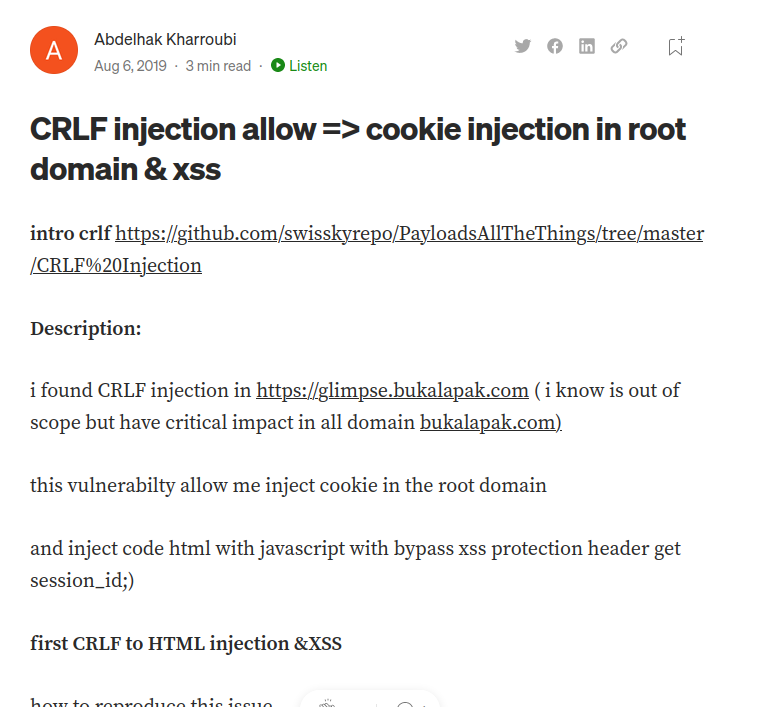 A
Abdelhak Kharroubi
Aug 6, 2019 · 3 min read · Listen
CRLF injection allow => cookie injection in root
domain & xss
intro crlf https://github.com/swisskyrepo/PayloadsAllTheThings/tree/master
/CRLF%20Injection
Description:
i found CRLF injection in https://glimpse.bukalapak.com ( i know is out of
scope but have critical impact in all domain bukalapak.com)
this vulnerabilty allow me inject cookie in the root domain
and inject code html with javascript with bypass xss protection header get
session_id;)
first CRLF to HTML injection &XSS
how to reproduce this issue